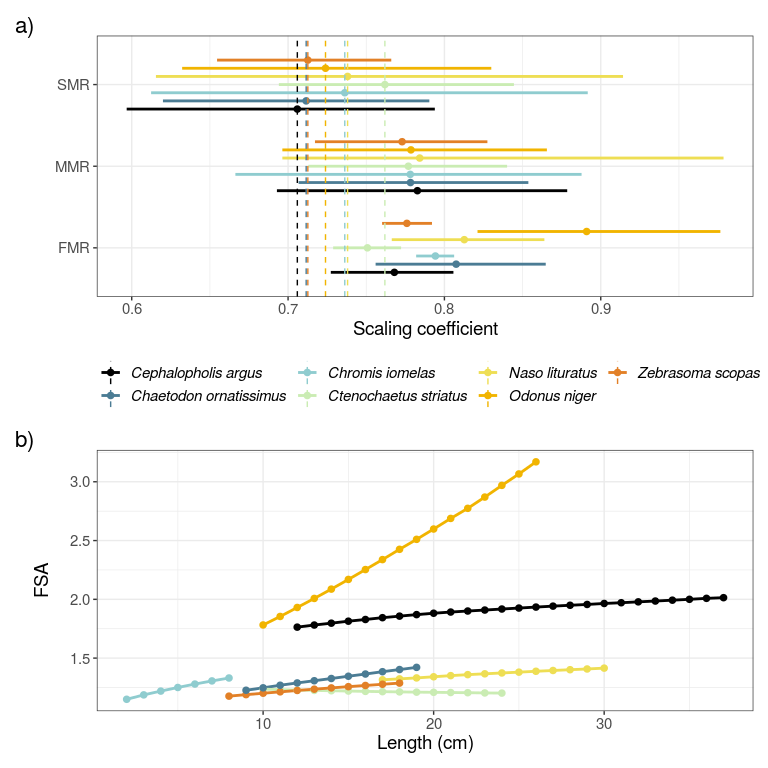 a)
SMR
MMR
FMR
0.6 0.7 0.8 0.9
Scaling coefficient
Cephalopholis argus Chromis iomelas Naso lituratus Zebrasoma scopas
Chaetodon ornatissimus Ctenochaetus striatus Odonus niger
b)
3.0
2.5
2.0
1.5
FSA
10 20 30
Length (cm)